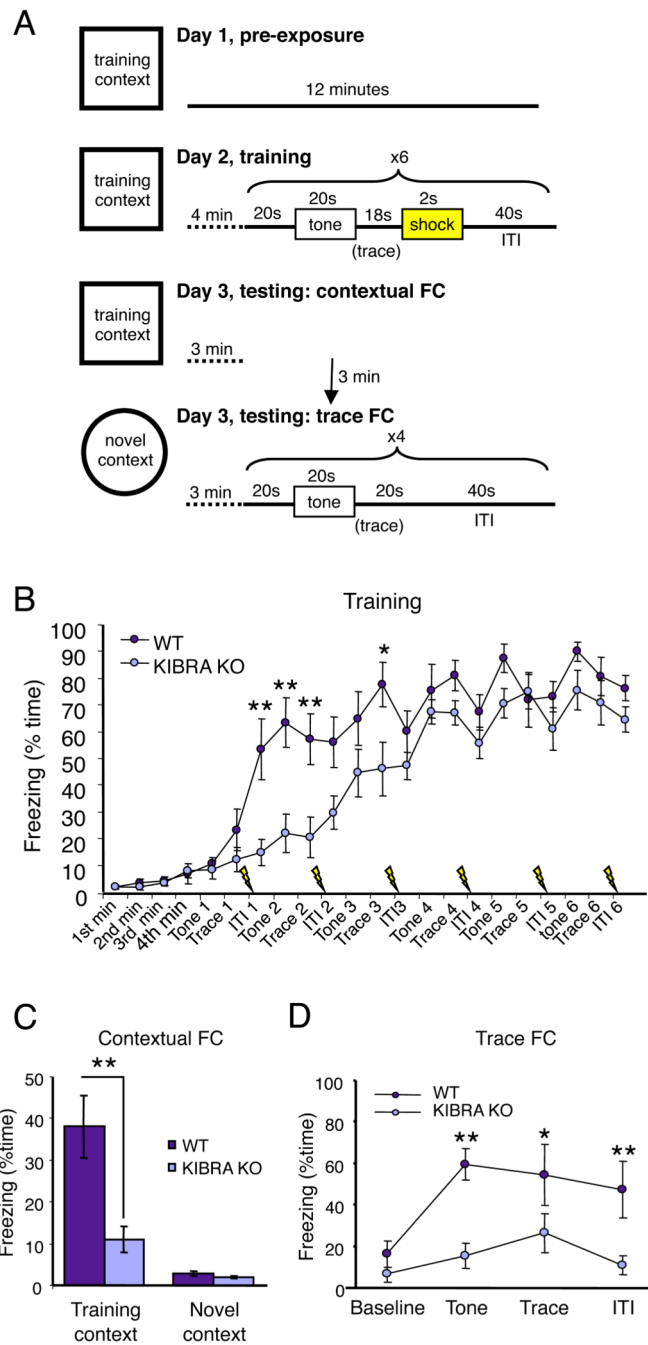 A
training
context
Day 1, pre-exposure
12 minutes
training
context
Day 2, training
x6
4 min
20s
20s
tone
18s
(trace)
2s
shock
40s
ITI
training
context
Day 3, testing: contextual FC
3 min
3 min
novel
context
Day 3, testing: trace FC
x4
3 min
20s
20s
tone
20s
(trace)
40s
ITI
B
Training
WT
KIBRA KO
Freezing (% time)
100
90
80
70
60
50
40
30
20
10
0
** ** ** *
1st min
2nd min
3rd min
4th min
Tone 1
Trace 1
ITI 1
Tone 2
Trace 2
ITI 2
Tone 3
Trace 3
ITI3
Tone 4
Trace 4
ITI 4
Tone 5
Trace 5
ITI 5
tone 6
Trace 6
ITI 6
C
Contextual FC
**
Freezing (%time)
50
40
30
20
10
0
WT
KIBRA KO
Training
context
Novel
context
D
Trace FC
WT
KIBRA KO
Freezing (%time)
100
80
60
40
20
0
** * **
Baseline
Tone
Trace
ITI